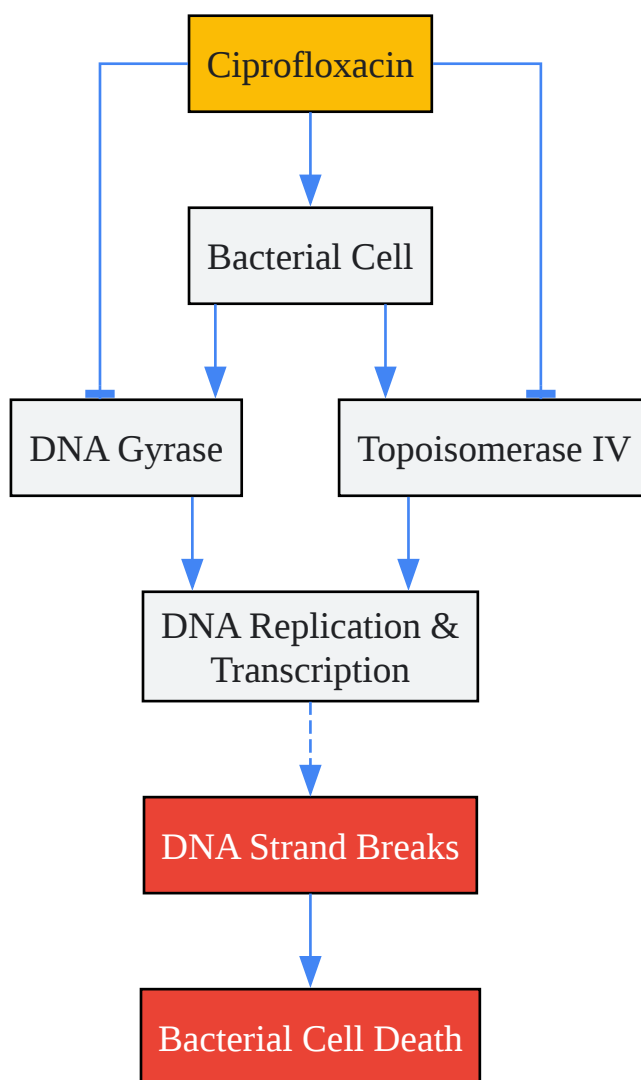 Ciprofloxacin
Bacterial Cell
DNA Gyrase
Topoisomerase IV
DNA Replication &
Transcription
DNA Strand Breaks
Bacterial Cell Death